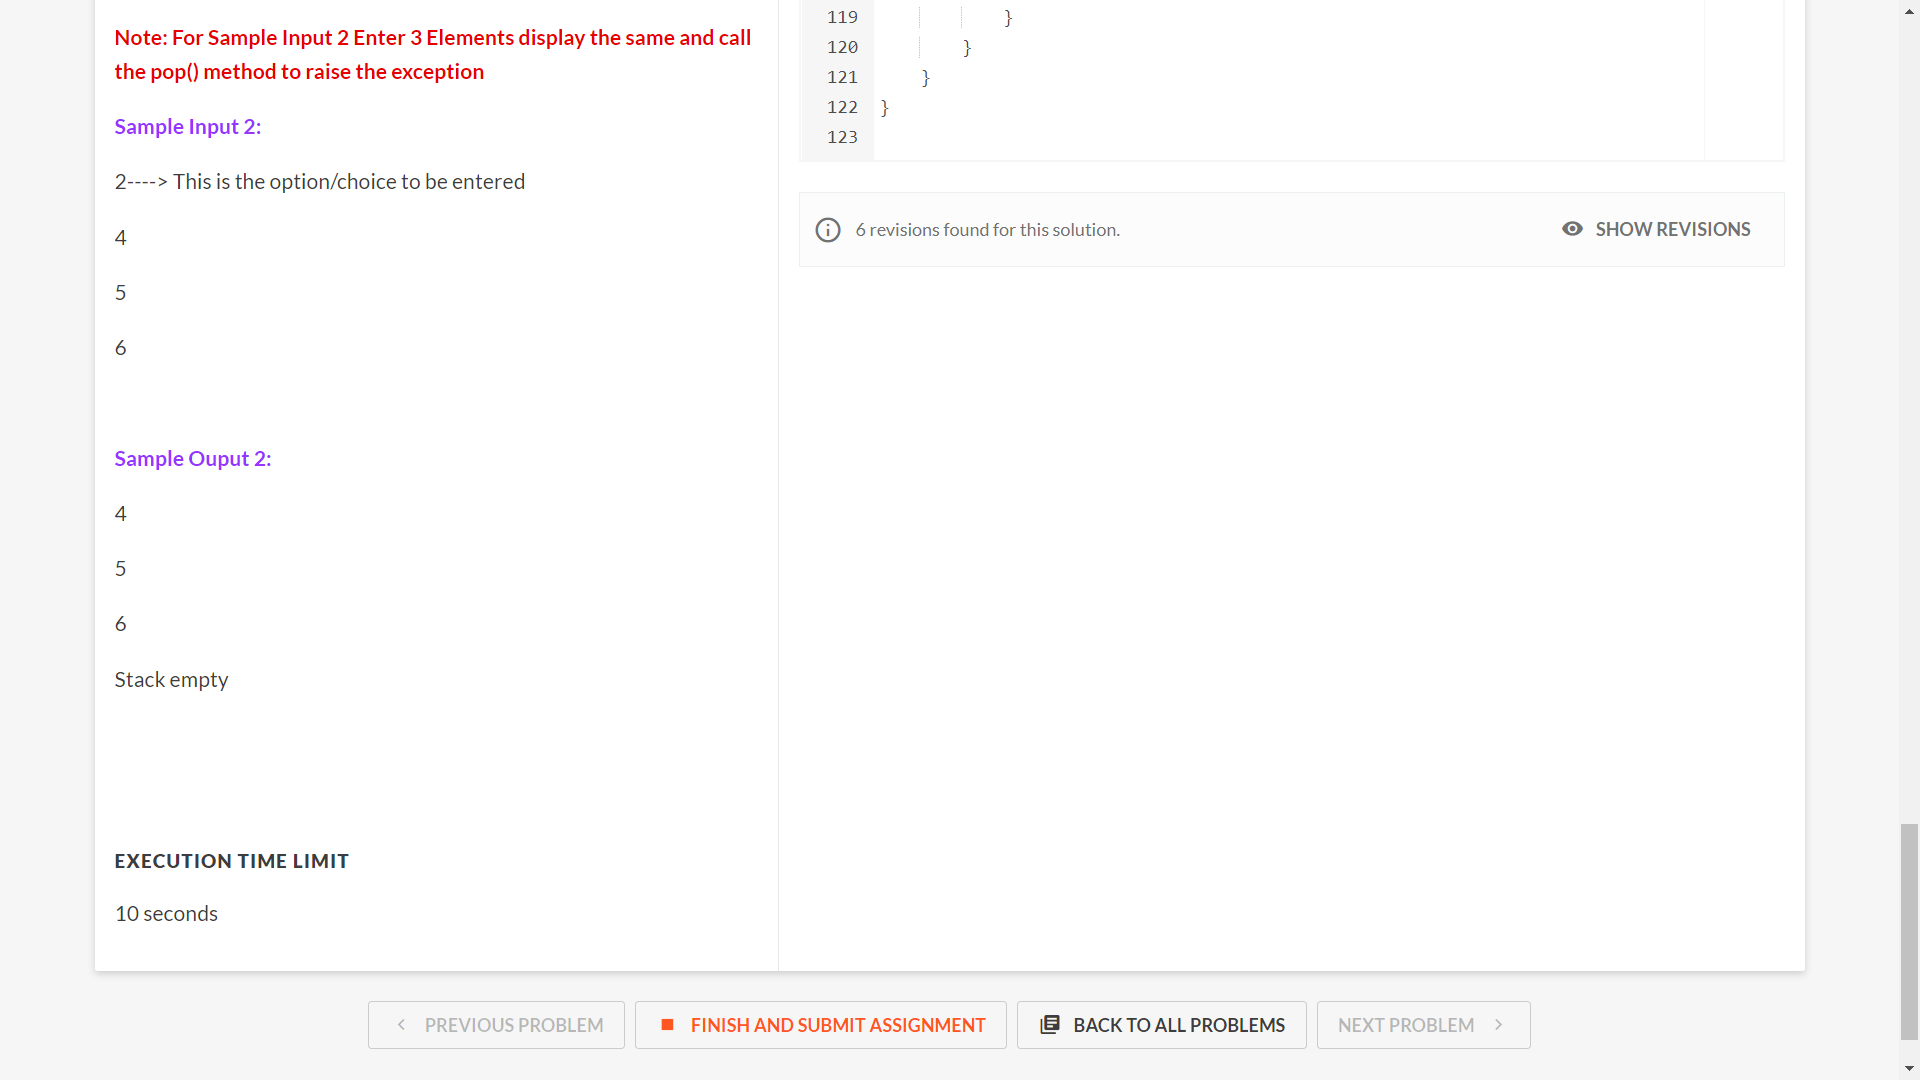 Note: For Sample Input 2 Enter 3 Elements display the same and call
the pop() method to raise the exception
Sample Input 2:
2----> This is the option/choice to be entered
4
5
6
Sample Ouput 2:
4
5
6
Stack empty
EXECUTION TIME LIMIT
10 seconds
119 }
120 }
121 }
122 }
123
6 revisions found for this solution.
SHOW REVISIONS
PREVIOUS PROBLEM
FINISH AND SUBMIT ASSIGNMENT
BACK TO ALL PROBLEMS
NEXT PROBLEM